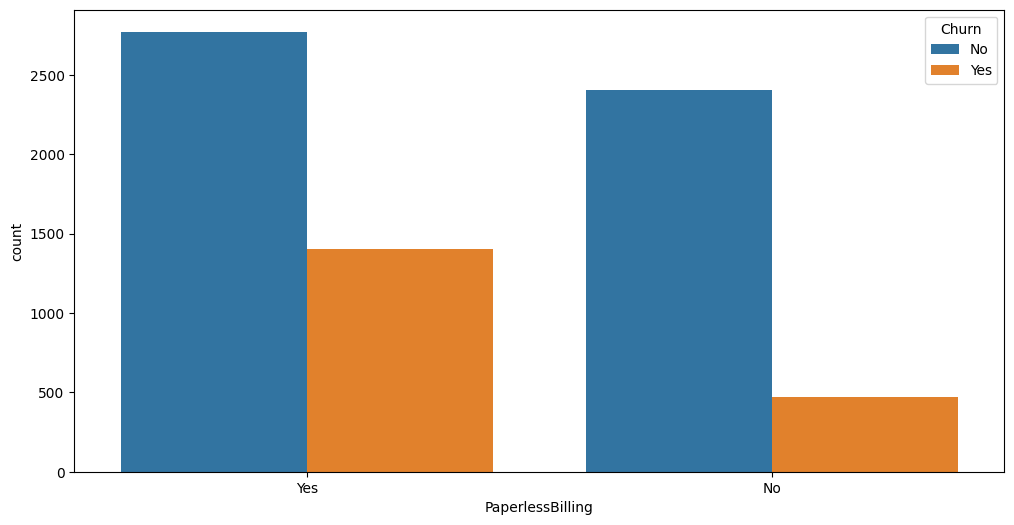 Churn
No
Yes
2500
2000
1500
1000
500
0
count
Yes
No
PaperlessBilling